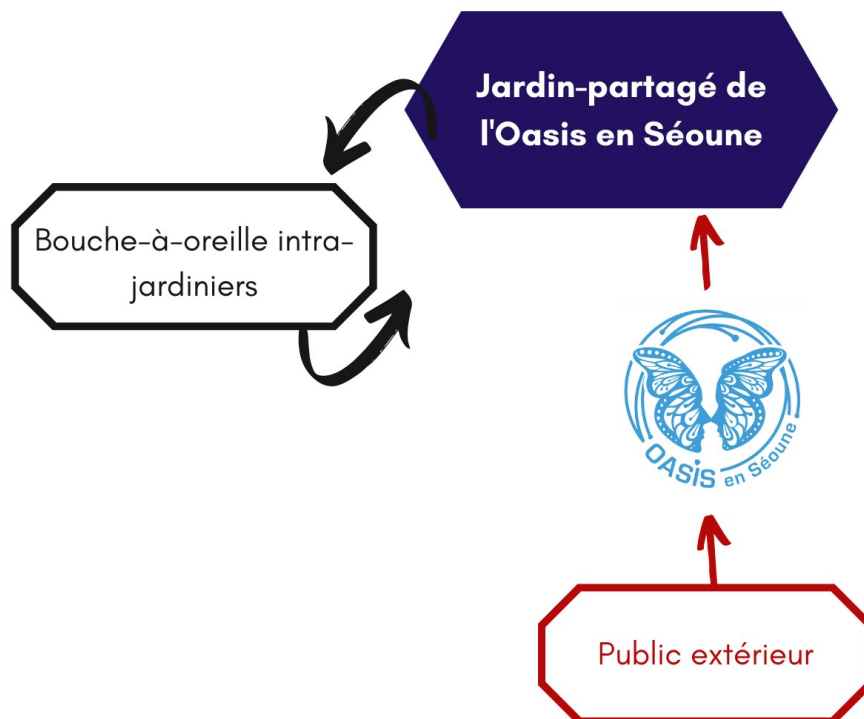 Jardin-partagé de
l'Oasis en Séoune
Bouche-à-oreille intra-
jardiniers
OASIS en Séoune
Public extérieur